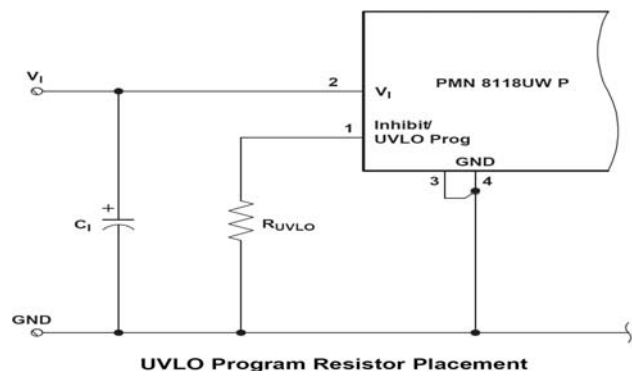 VI
2
VI
PMN 8118UW P
1
Inhibit/
UVLO Prog
GND
3
4
+
CI
RUVLO
GND
UVLO Program Resistor Placement